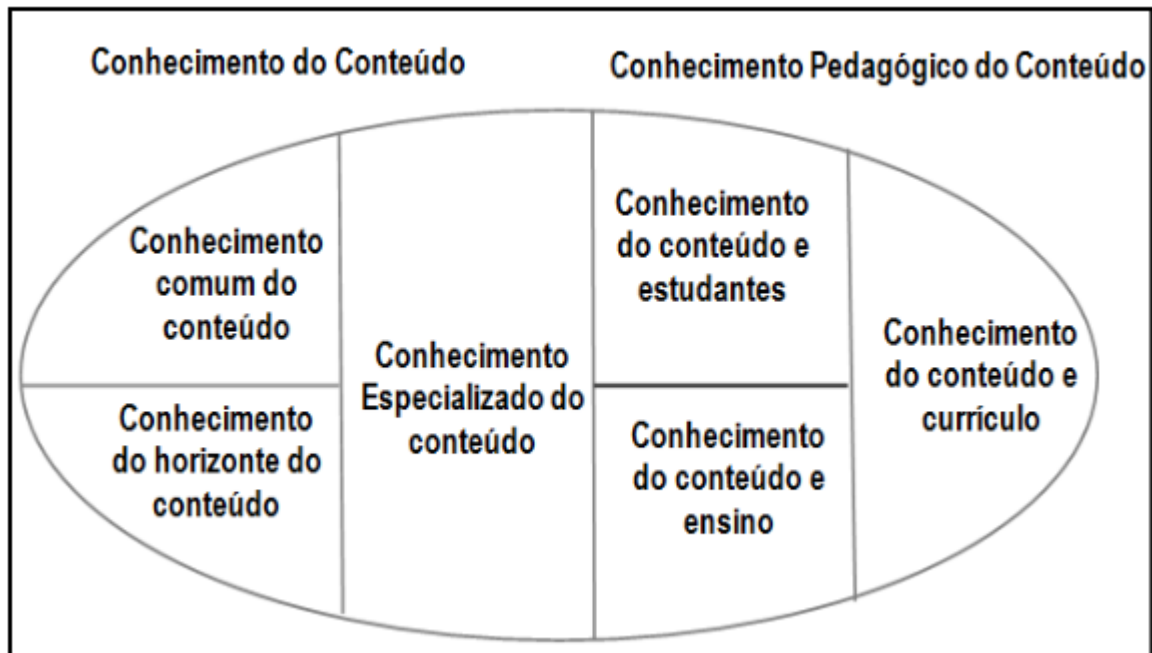 Conhecimento do Conteúdo
Conhecimento Pedagógico do Conteúdo
Conhecimento
comum do
conteúdo
Conhecimento
do horizonte do
conteúdo
Conhecimento
Especializado do
conteúdo
Conhecimento
do conteúdo e
estudantes
Conhecimento
do conteúdo e
ensino
Conhecimento
do conteúdo e
currículo